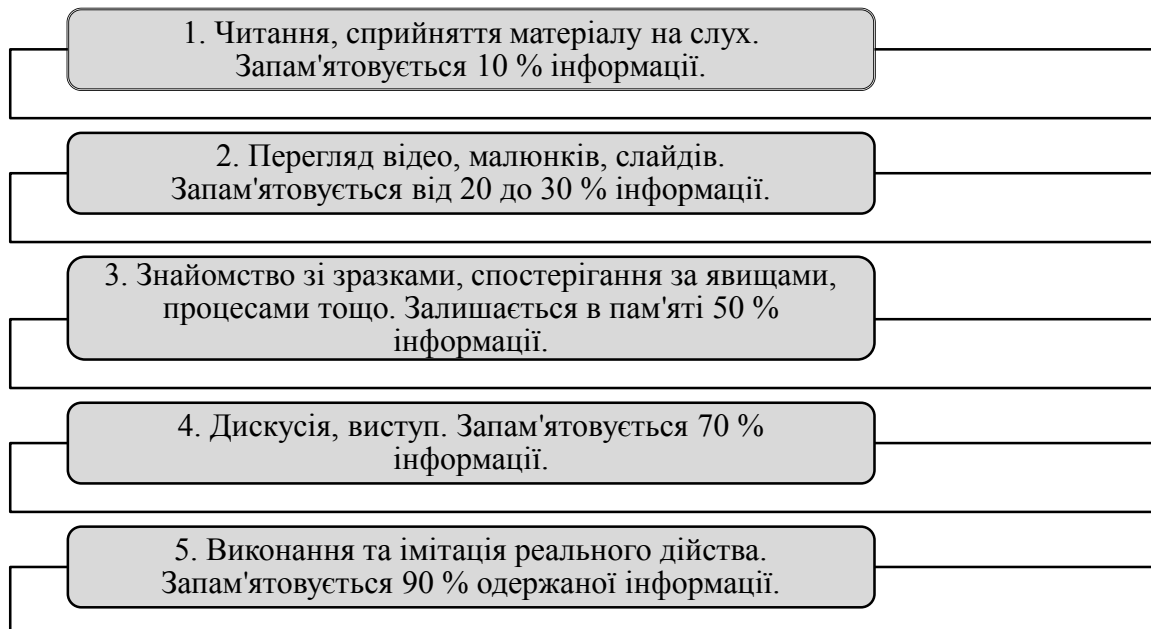 1. Читання, сприйняття матеріалу на слух.
Запам'ятовується 10 % інформації.
2. Перегляд відео, малюнків, слайдів.
Запам'ятовується від 20 до 30 % інформації.
3. Знайомство зі зразками, спостерігання за явищами,
процесами тощо. Залишається в пам'яті 50 %
інформації.
4. Дискусія, виступ. Запам'ятовується 70 %
інформації.
5. Виконання та імітація реального дійства.
Запам'ятовується 90 % одержаної інформації.